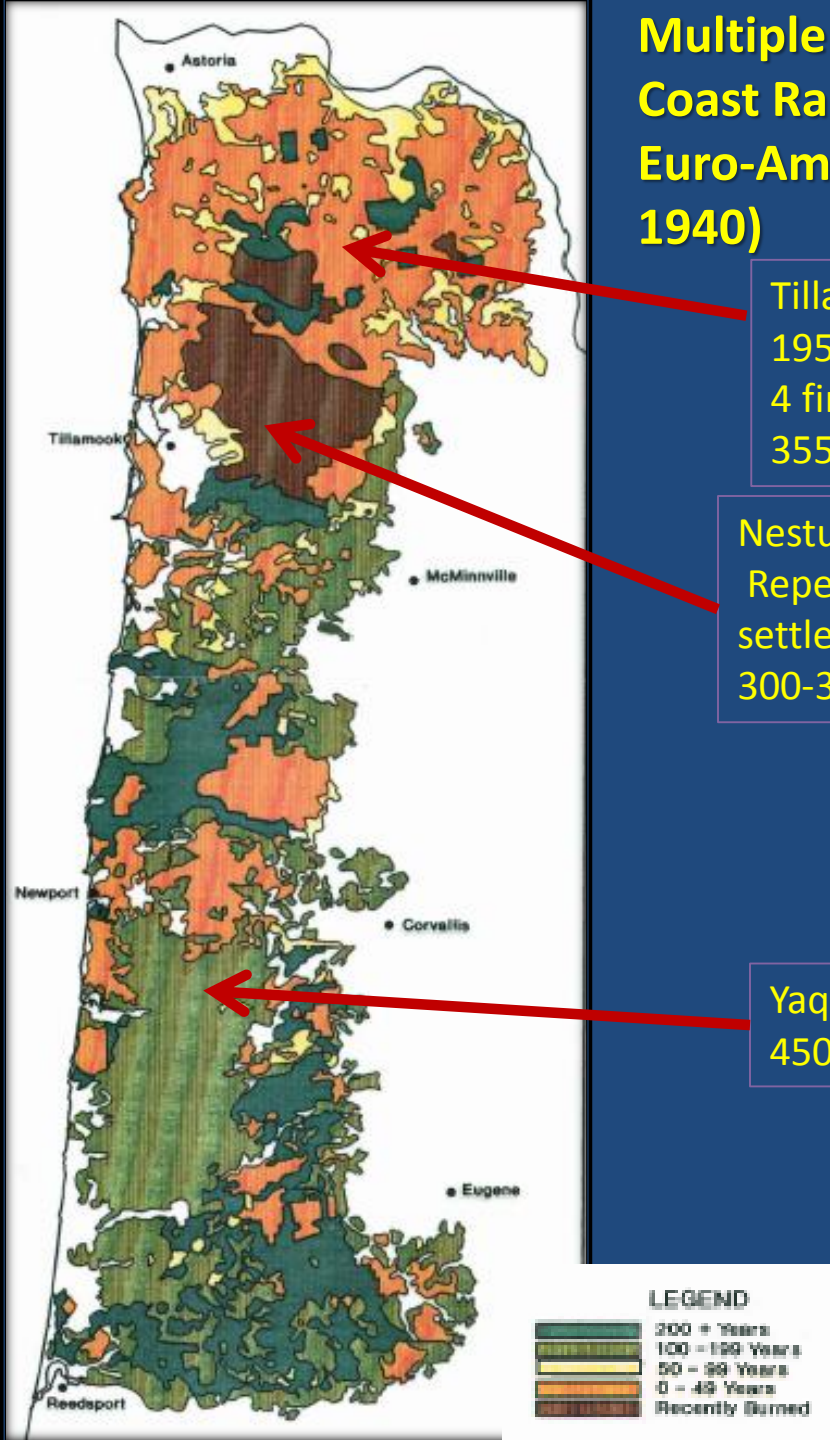 Multiple
Coast Ra
Euro-Am
1940)
Astoria
Tilla
195
4 fir
355
Tillamook
Nestu
Repe
settle
300-3
McMinnville
Newport
Corvallis
Yaq
450
Eugene
LEGEND
200 + Years
100 - 199 Years
50 - 99 Years
0 - 49 Years
Recently Burned
Reedsport